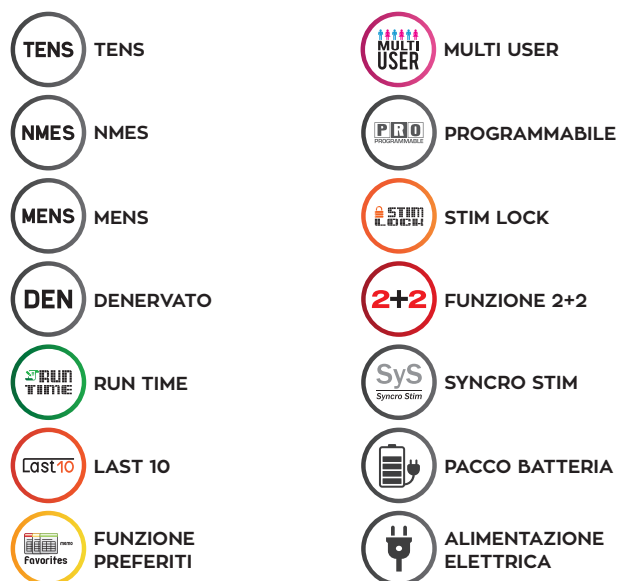 TENS TENS
NMES NMES
MENS MENS
DEN DENERVATO
RUN
TIME
RUN TIME
Last10 LAST 10
memo
Favorites
FUNZIONE
PREFERITI
MULTI
USER
MULTI USER
PRO
PROGRAMMABLE
PROGRAMMABILE
STIM
LOCK
STIM LOCK
2+2 FUNZIONE 2+2
SyS
Syncro Stim
SYNCRO STIM
PACCO BATTERIA
ALIMENTAZIONE
ELETTRICA